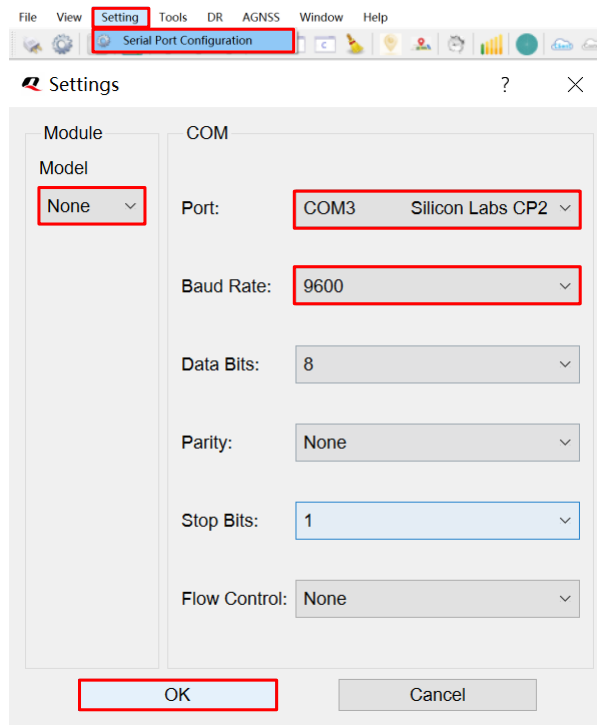 File View Setting Tools DR AGNSS Window Help
Serial Port Configuration
C
Settings ?
Module COM
Model
None
Port: COM3 Silicon Labs CP2
Baud Rate: 9600
Data Bits: 8
Parity: None
Stop Bits: 1
Flow Control: None
OK Cancel